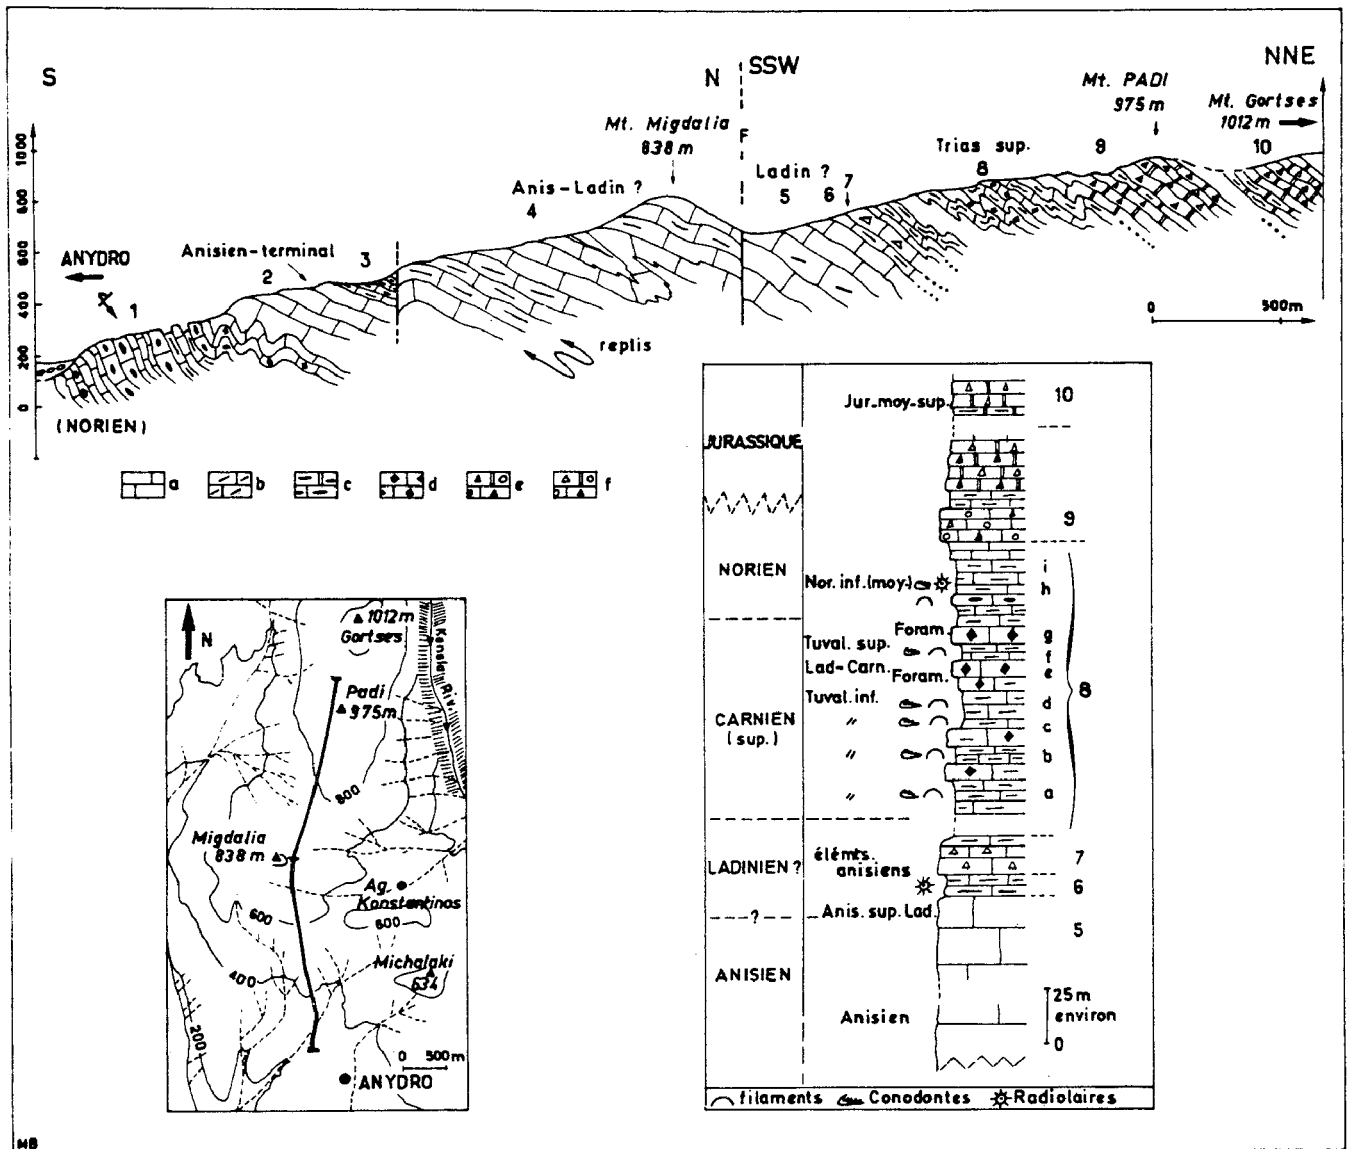 S
N
SSW
NNE
Mt. Migdalia
838 m
F
Mt. PADI
975 m
Mt. Gortses
1012 m
1000
800
600
400
200
0
ANYDRO
1
Anisien-terminal
2
3
Anis-Ladin ?
4
Ladin ?
5
6
7
Trias sup.
8
9
10
0
500m
replis
(NORIEN)
a
b
c
d
e
f
N
1012m
Gortses
Padi
975m
Riv.
800
Migdalia
838 m
Ag.
Konstantinos
600
600
Michalaki
634
400
200
0 500m
ANYDRO
JURASSIQUE
NORIEN
CARNIEN
(sup.)
LADINIEN ?
?
ANISIEN
Jur-moy-sup.
Nor. inf.(moy.)
Foram.
Tuval. sup.
Lad-Carn.
Foram.
Tuval. inf.
"
"
"
élémts.
anisiens
Anis. sup. Lad.
Anisien
10
9
i
h
g
f
e
d
c
b
a
8
7
6
5
25 m
environ
0
filaments Conodontes Radiolaires
MB